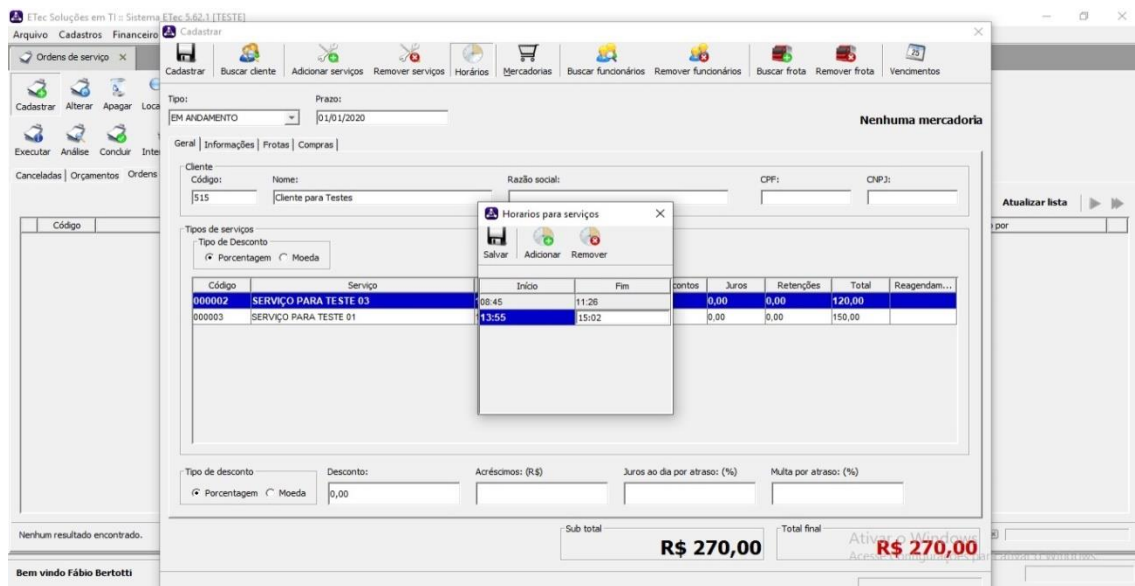 ETec Soluções em TI :: Sistema ETec 5.62.1 [TESTE]
Arquivo Cadastros Financeiro
Ordens de serviço
Cadastrar Alterar Apagar
Executar Análise Concluir
Canceladas Orçamentos Ordens
Código
Nenhum resultado encontrado.
Bem vindo Fábio Bertotti
Atualizar lista
por
Cadastrar
Cadastrar Buscar cliente Adicionar serviços Remover serviços Horários Mercadorias Buscar funcionários Remover funcionários Buscar frota Remover frota Vencimentos
Tipo: Prazo:
EM ANDAMENTO 01/01/2020
Nenhuma mercadoria
Geral Informações Frotas Compras
Cliente
Código: Nome: Razão social: CPF: CNPJ:
515 Cliente para Testes
Tipos de serviços
Tipo de Desconto
Porcentagem Moeda
Código Serviço Juros Retenções Total Reagendam...
000002 SERVIÇO PARA TESTE 03 0,00 0,00 120,00
000003 SERVIÇO PARA TESTE 01 0,00 0,00 150,00
Horarios para serviços
Salvar Adicionar Remover
Início Fim
08:45 11:26
13:55 15:02
Tipo de desconto Desconto: Acréscimos: (R$) Juros ao dia por atraso: (%) Multa por atraso: (%)
Porcentagem Moeda 0,00
Sub total Total final
R$ 270,00 R$ 270,00